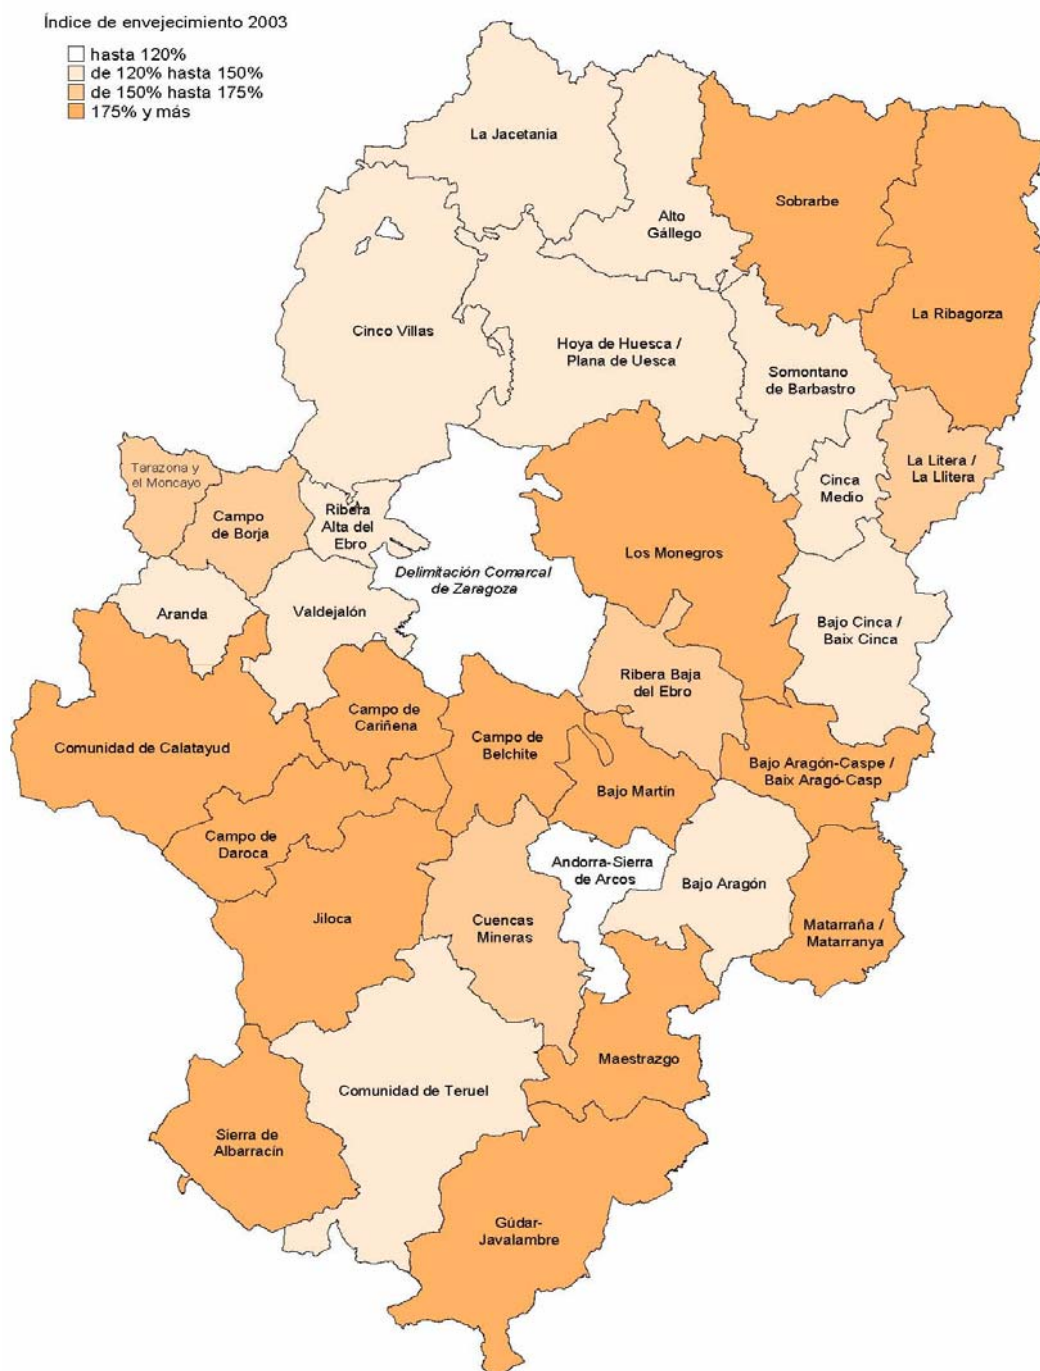 Índice de envejecimiento 2003
hasta 120%
de 120% hasta 150%
de 150% hasta 175%
175% y más
La Jacetania
Alto
Gállego
Sobrarbe
La Ribagorza
Cinco Villas
Hoya de Huesca /
Plana de Uesca
Somontano
de Barbastro
La Litera /
La Llitera
Cinca
Medio
Tarazona y
el Moncayo
Campo
de Borja
Ribera
Alta del
Ebro
Los Monegros
Delimitación Comarcal
de Zaragoza
Aranda
Valdejalón
Bajo Cinca /
Baix Cinca
Ribera Baja
del Ebro
Comunidad de Calatayud
Campo de
Cariñena
Campo de
Belchite
Bajo Martín
Bajo Aragón-Caspe /
Baix Aragó-Casp
Campo de
Daroca
Andorra-Sierra
de Arcos
Bajo Aragón
Jiloca
Cuencas
Mineras
Matarraña /
Matarranya
Maestrazgo
Comunidad de Teruel
Sierra de
Albarracín
Gúdar-
Javalambre